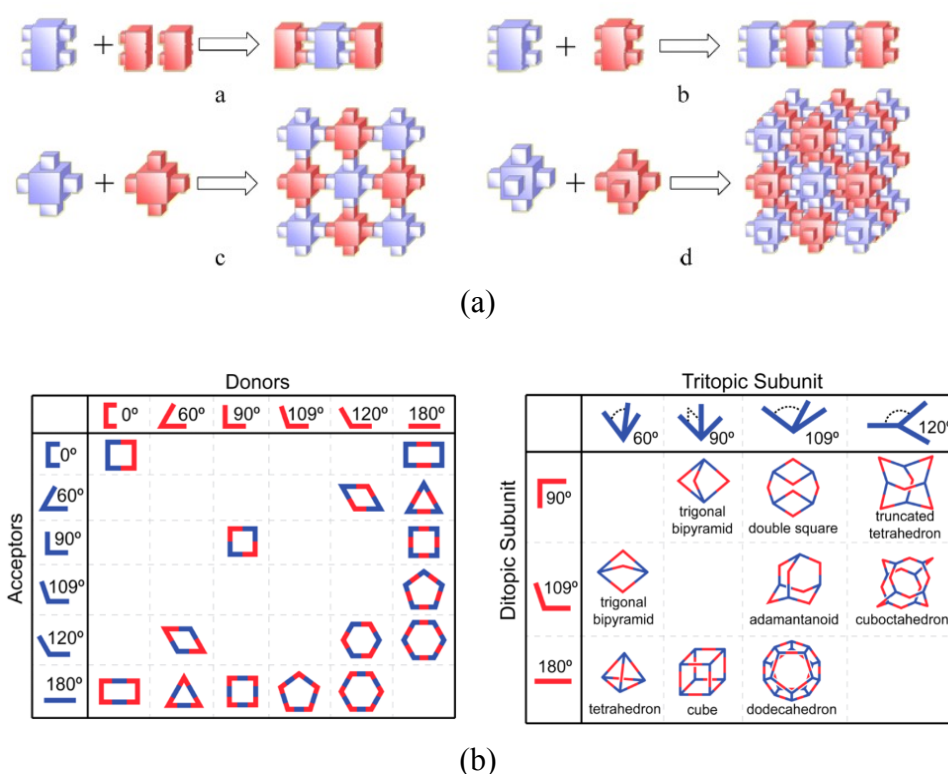 +
+
a
b
+
+
c
d
(a)
Donors
0º 60º 90º 109º 120º 180º
Acceptors
0º
60º
90º
109º
120º
180º
Tritopic Subunit
60º 90º 109º 120º
Ditopic Subunit
90º
trigonal bipyramid
double square
truncated tetrahedron
109º
trigonal bipyramid
adamantanoid
cuboctahedron
180º
tetrahedron
cube
dodecahedron
(b)